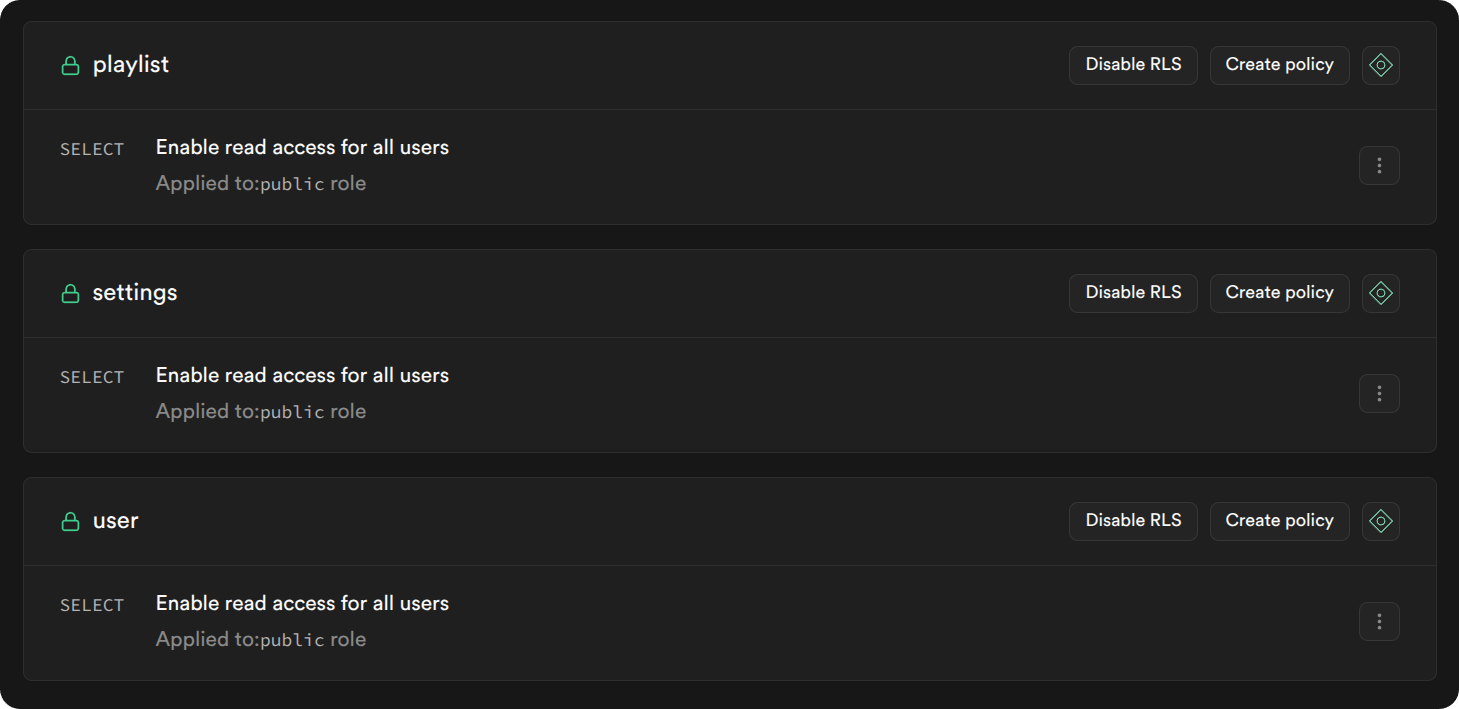 playlist Disable RLS Create policy
SELECT Enable read access for all users
Applied to:public role
settings Disable RLS Create policy
SELECT Enable read access for all users
Applied to:public role
user Disable RLS Create policy
SELECT Enable read access for all users
Applied to:public role